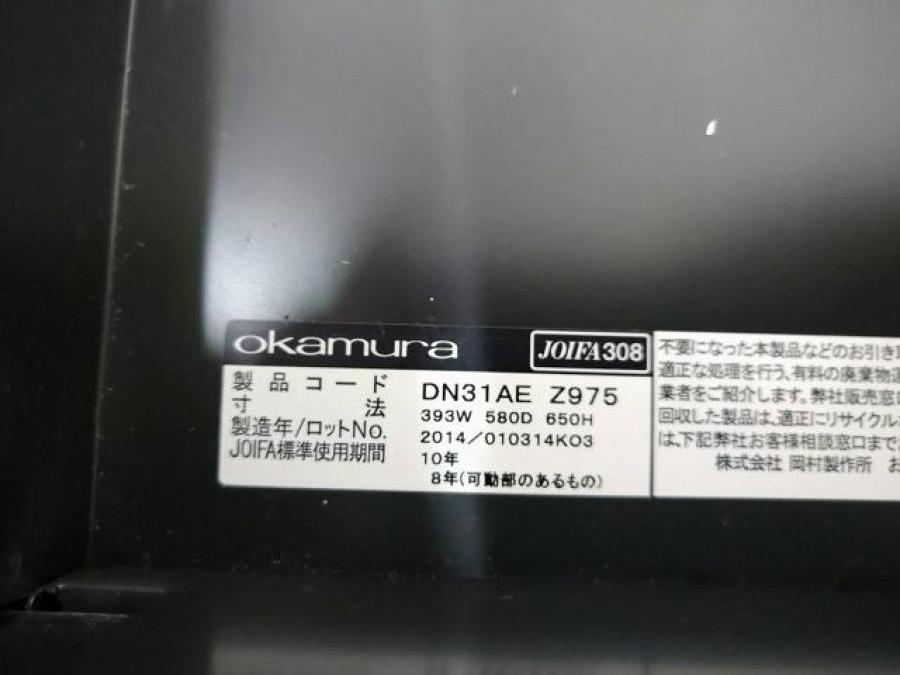 okamura JOIFA308
製品コード DN31AE Z975
寸法 393W 580D 650H
製造年/ロットNo. 2014/010314K03
JOIFA標準使用期間 10年
8年(可動部のあるもの)
不要になった本製品などのお引き
適正な処理を行う、有料の廃棄物
業者をご紹介します。弊社販売窓
回収した製品は、適正にリサイクル
は、下記弊社お客様相談窓口まで
株式会社 岡村製作所 お